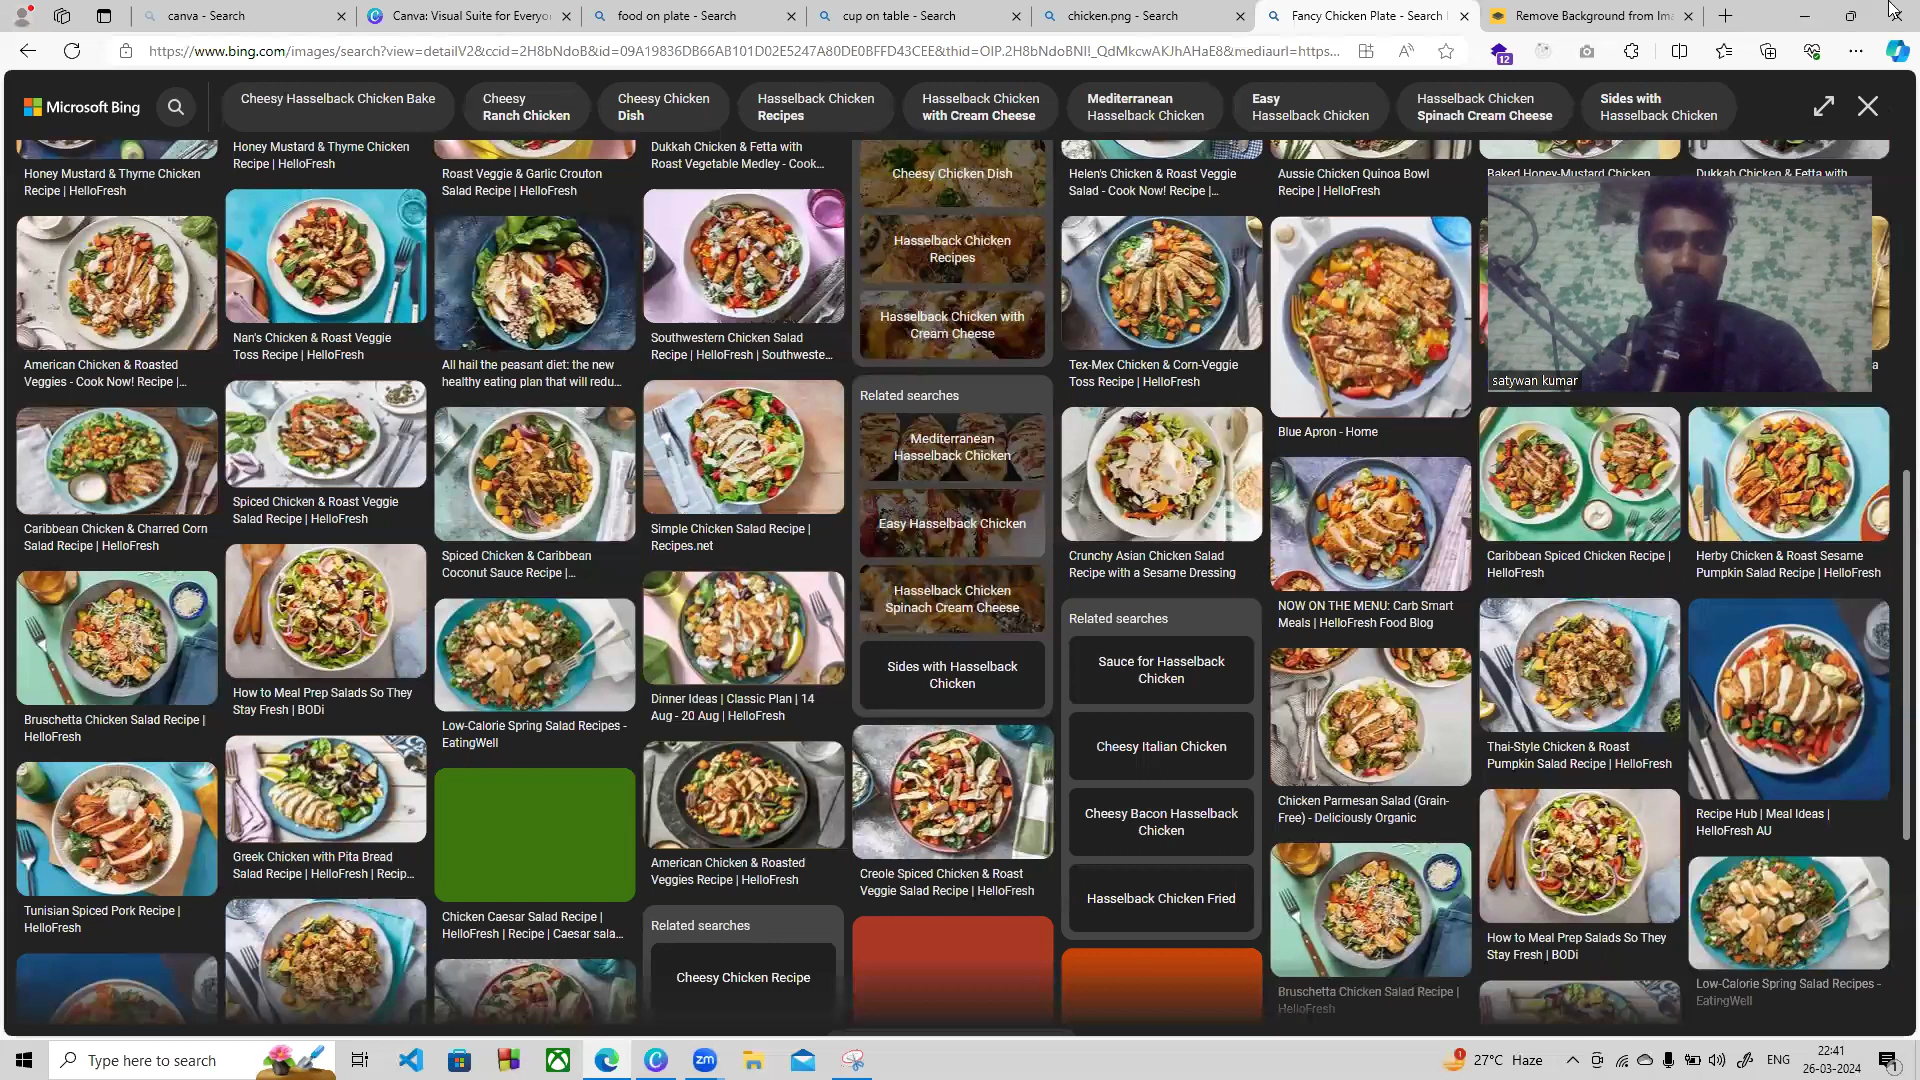 canva - Search
Canva: Visual Suite for Everyo
food on plate - Search
cup on table - Search
chicken.png - Search
Fancy Chicken Plate - Search
Remove Background from Ima
https://www.bing.com/images/search?view=detailV2&ccid=2H8bNdoB&id=09A19836DB66AB101D02E5247A80DE0BFFD43CEE&thid=OIP.2H8bNdoBNI!_QdMkcwAKJhAHaE8&mediaurl=https...
12
Microsoft Bing
Cheesy Hasselback Chicken Bake
Cheesy
Ranch Chicken
Cheesy Chicken
Dish
Hasselback Chicken
Recipes
Hasselback Chicken
with Cream Cheese
Mediterranean
Hasselback Chicken
Easy
Hasselback Chicken
Hasselback Chicken
Spinach Cream Cheese
Sides with
Hasselback Chicken
Honey Mustard & Thyme Chicken
Recipe | HelloFresh
American Chicken & Roasted
Veggies - Cook Now! Recipe |...
Caribbean Chicken & Charred Corn
Salad Recipe | HelloFresh
Bruschetta Chicken Salad Recipe |
HelloFresh
Tunisian Spiced Pork Recipe |
HelloFresh
Honey Mustard & Thyme Chicken
Recipe | HelloFresh
Nan's Chicken & Roast Veggie
Toss Recipe | HelloFresh
Spiced Chicken & Roast Veggie
Salad Recipe | HelloFresh
How to Meal Prep Salads So They
Stay Fresh | BODi
Greek Chicken with Pita Bread
Salad Recipe | HelloFresh | Recip...
Roast Veggie & Garlic Crouton
Salad Recipe | HelloFresh
All hail the peasant diet: the new
healthy eating plan that will redu...
Spiced Chicken & Caribbean
Coconut Sauce Recipe |...
Low-Calorie Spring Salad Recipes -
EatingWell
Chicken Caesar Salad Recipe |
HelloFresh | Recipe | Caesar sala...
Dukkah Chicken & Fetta with
Roast Vegetable Medley - Cook...
Southwestern Chicken Salad
Recipe | HelloFresh | Southweste...
Simple Chicken Salad Recipe |
Recipes.net
Dinner Ideas | Classic Plan | 14
Aug - 20 Aug | HelloFresh
American Chicken & Roasted
Veggies Recipe | HelloFresh
Related searches
Cheesy Chicken Recipe
Cheesy Chicken Dish
Hasselback Chicken
Recipes
Hasselback Chicken with
Cream Cheese
Related searches
Mediterranean
Hasselback Chicken
Easy Hasselback Chicken
Hasselback Chicken
Spinach Cream Cheese
Sides with Hasselback
Chicken
Creole Spiced Chicken & Roast
Veggie Salad Recipe | HelloFresh
Helen's Chicken & Roast Veggie
Salad - Cook Now! Recipe |...
Tex-Mex Chicken & Corn-Veggie
Toss Recipe | HelloFresh
Crunchy Asian Chicken Salad
Recipe with a Sesame Dressing
Related searches
Sauce for Hasselback
Chicken
Cheesy Italian Chicken
Cheesy Bacon Hasselback
Chicken
Hasselback Chicken Fried
Aussie Chicken Quinoa Bowl
Recipe | HelloFresh
Blue Apron - Home
NOW ON THE MENU: Carb Smart
Meals | HelloFresh Food Blog
Chicken Parmesan Salad (Grain-
Free) - Deliciously Organic
Bruschetta Chicken Salad Recipe |
HelloFresh
Baked Honey-Mustard Chicken
satywan kumar
Caribbean Spiced Chicken Recipe |
HelloFresh
Thai-Style Chicken & Roast
Pumpkin Salad Recipe | HelloFresh
How to Meal Prep Salads So They
Stay Fresh | BODi
Dukkah Chicken & Fetta with
Herby Chicken & Roast Sesame
Pumpkin Salad Recipe | HelloFresh
Recipe Hub | Meal Ideas |
HelloFresh AU
Low-Calorie Spring Salad Recipes -
EatingWell
Type here to search
zm
1
27°C Haze
ENG
22:41
26-03-2024
1